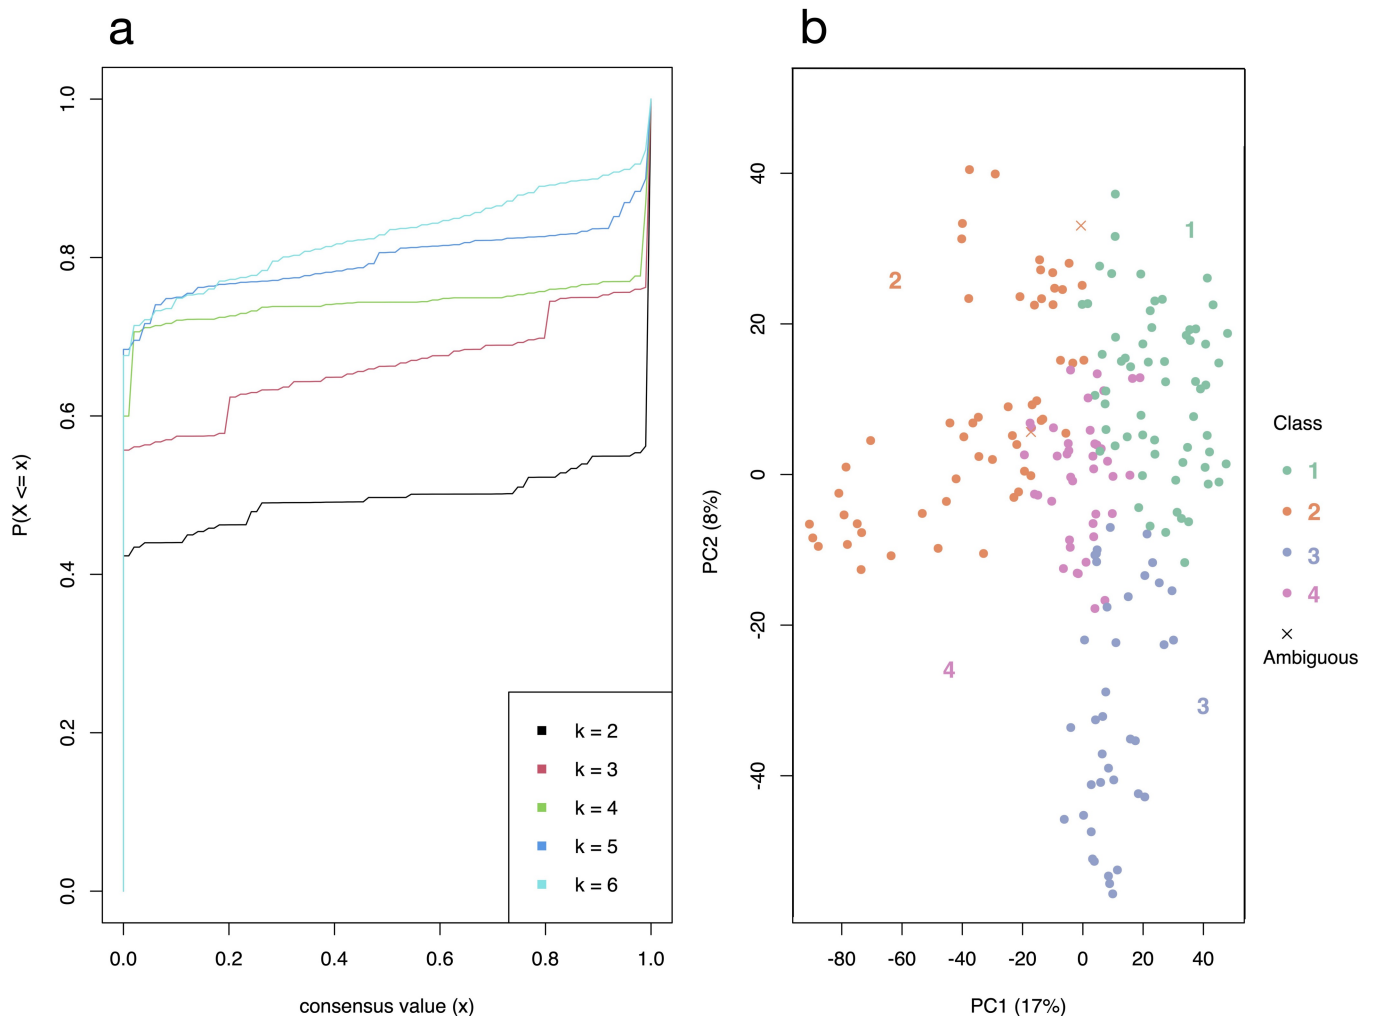 a
P(X <= x)
1.0
0.8
0.6
0.4
0.2
0.0
k = 2
k = 3
k = 4
k = 5
k = 6
0.0 0.2 0.4 0.6 0.8 1.0
consensus value (x)
b
PC2 (8%)
40
20
0
-20
-40
1
2
4
3
-80 -60 -40 -20 0 20 40
PC1 (17%)
Class
1
2
3
4
Ambiguous